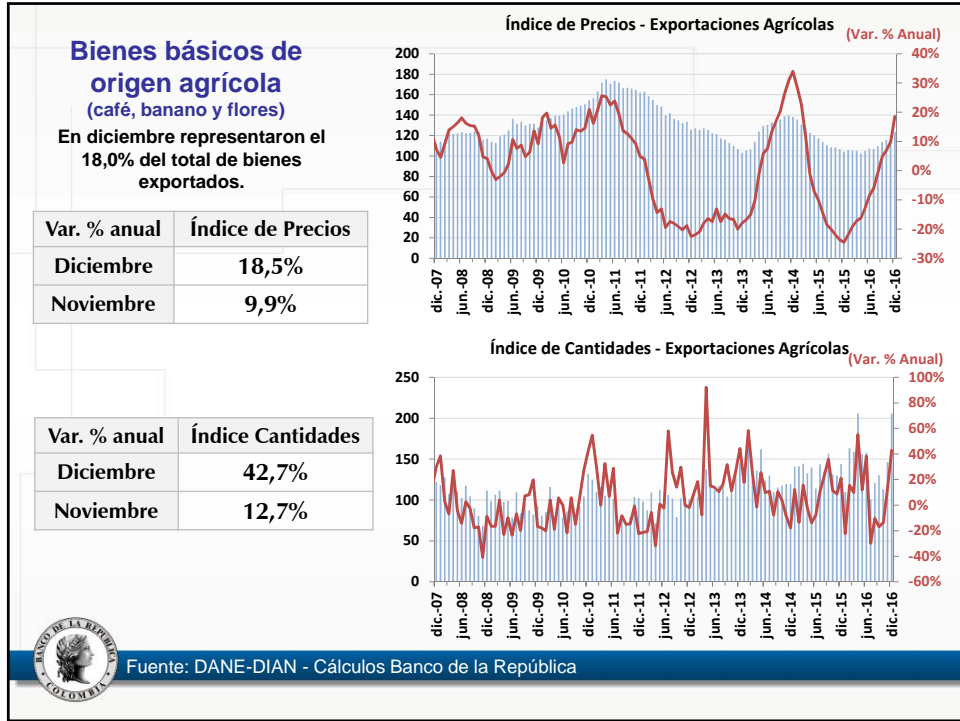 Bienes básicos de
origen agrícola
(café, banano y flores)
En diciembre representaron el
18,0% del total de bienes
exportados.
Var. % anual Índice de Precios
Diciembre 18,5%
Noviembre 9,9%
Var. % anual Índice Cantidades
Diciembre 42,7%
Noviembre 12,7%
Índice de Precios - Exportaciones Agrícolas
(Var. % Anual)
200
180
160
140
120
100
80
60
40
20
0
40%
30%
20%
10%
0%
-10%
-20%
-30%
dic.-07
jun.-08
dic.-08
jun.-09
dic.-09
jun.-10
dic.-10
jun.-11
dic.-11
jun.-12
dic.-12
jun.-13
dic.-13
jun.-14
dic.-14
jun.-15
dic.-15
jun.-16
dic.-16
Índice de Cantidades - Exportaciones Agrícolas
(Var. % Anual)
250
200
150
100
50
0
100%
80%
60%
40%
20%
0%
-20%
-40%
-60%
dic.-07
jun.-08
dic.-08
jun.-09
dic.-09
jun.-10
dic.-10
jun.-11
dic.-11
jun.-12
dic.-12
jun.-13
dic.-13
jun.-14
dic.-14
jun.-15
dic.-15
jun.-16
dic.-16
BANCO DE LA REPUBLICA
COLOMBIA
Fuente: DANE-DIAN - Cálculos Banco de la República